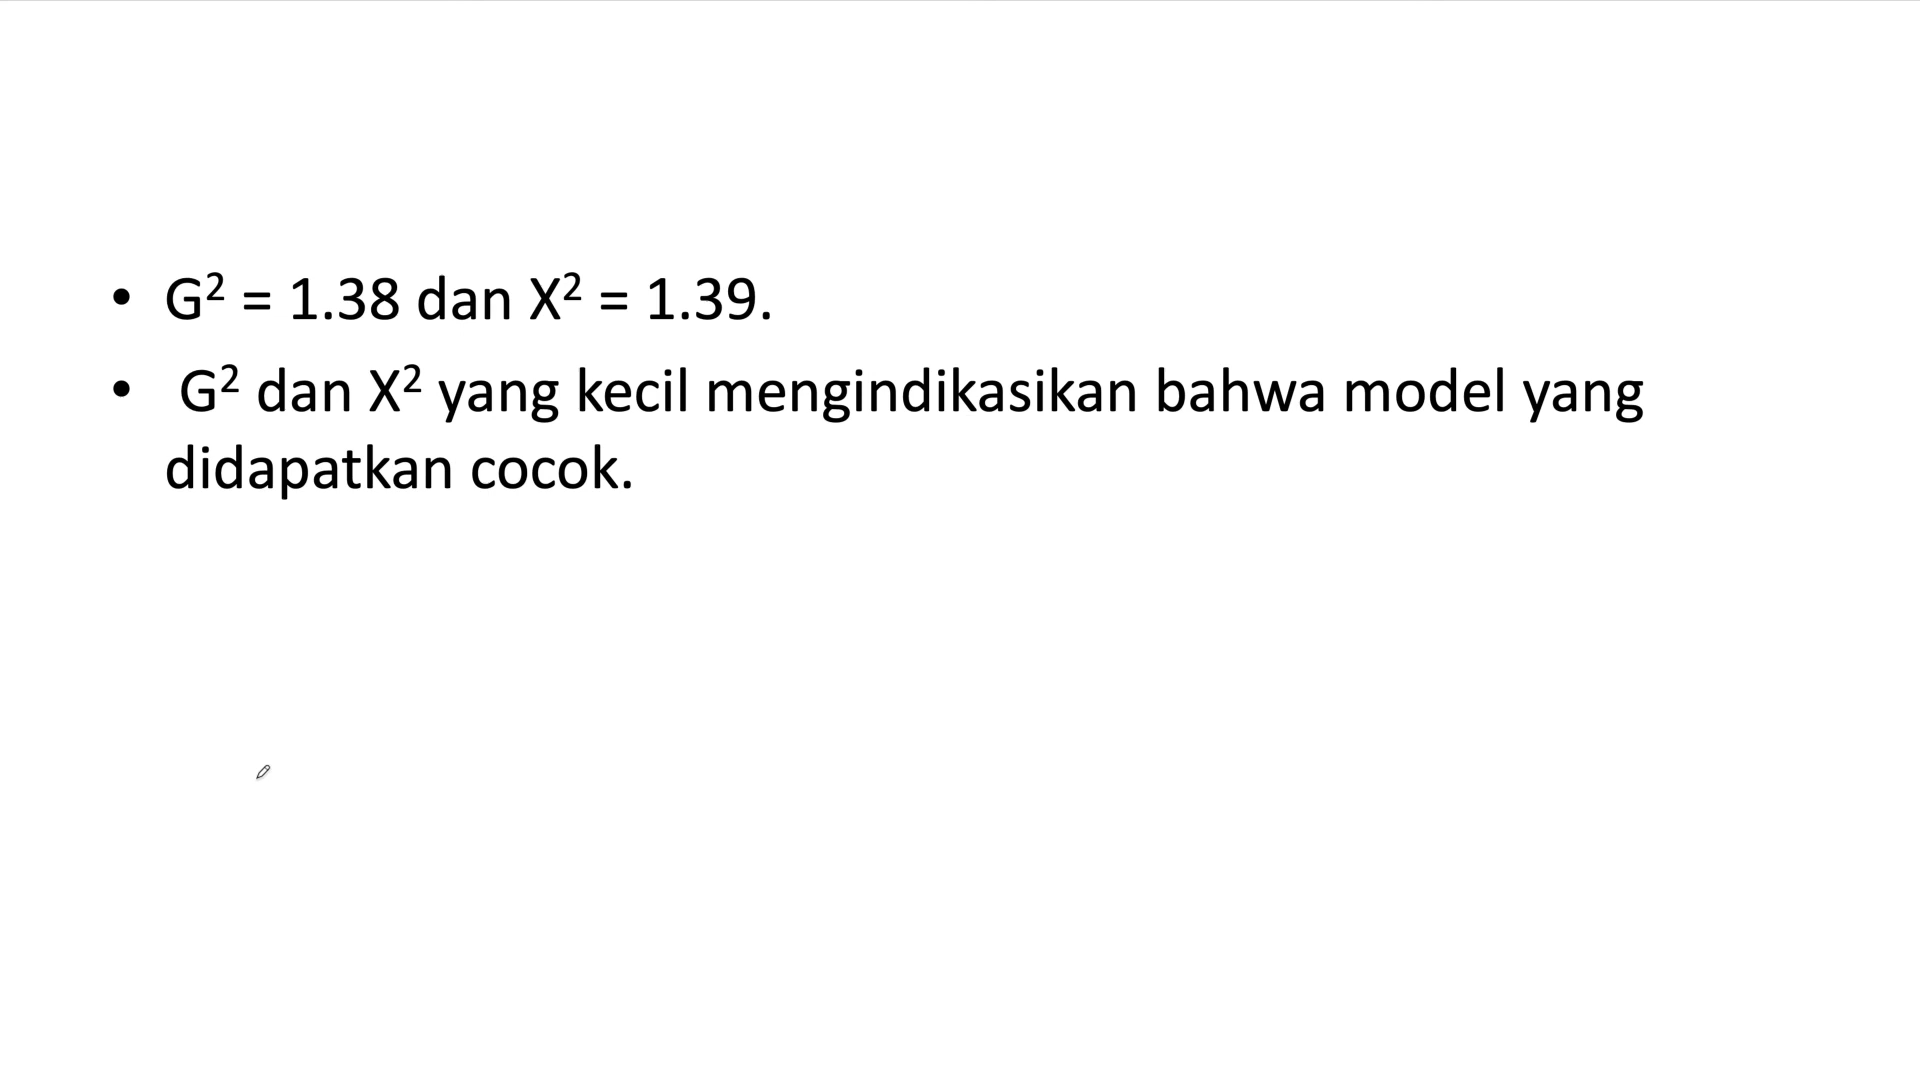 • G² = 1.38 dan X² = 1.39.
• G² dan X² yang kecil mengindikasikan bahwa model yang
didapatkan cocok.